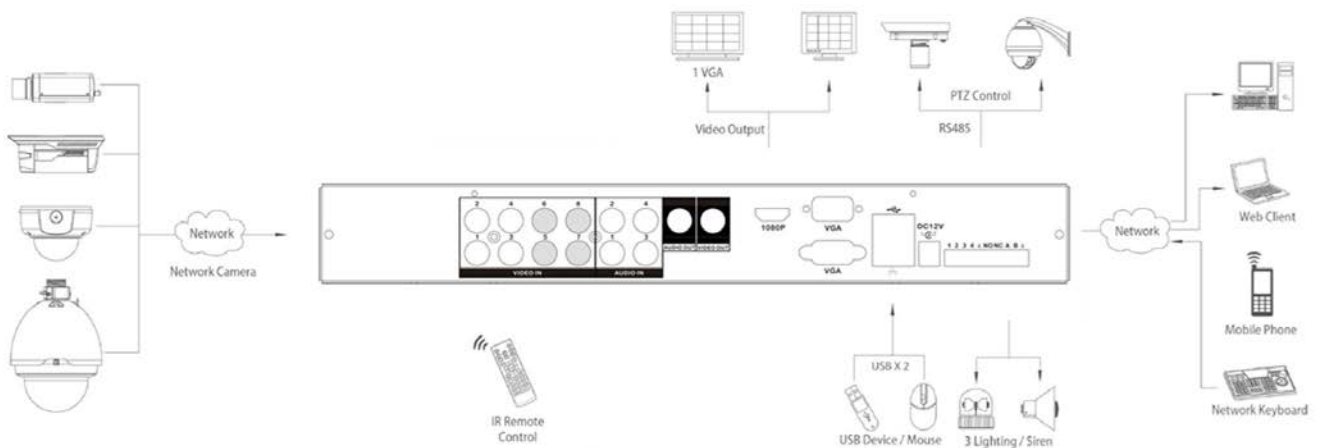 1 VGA
Video Output
PTZ Control
RS485
Network
Network Camera
2 4 6 8 2 4
1 3 5 7 1 3
VIDEO IN
AUDIO IN
AUDIO OUT
VIDEO OUT
1080P
VGA
VGA
DC12V
1 2 3 4
NO NC A B
Network
Web Client
Mobile Phone
Network Keyboard
IR Remote
Control
USB X 2
USB Device / Mouse
3 Lighting / Siren